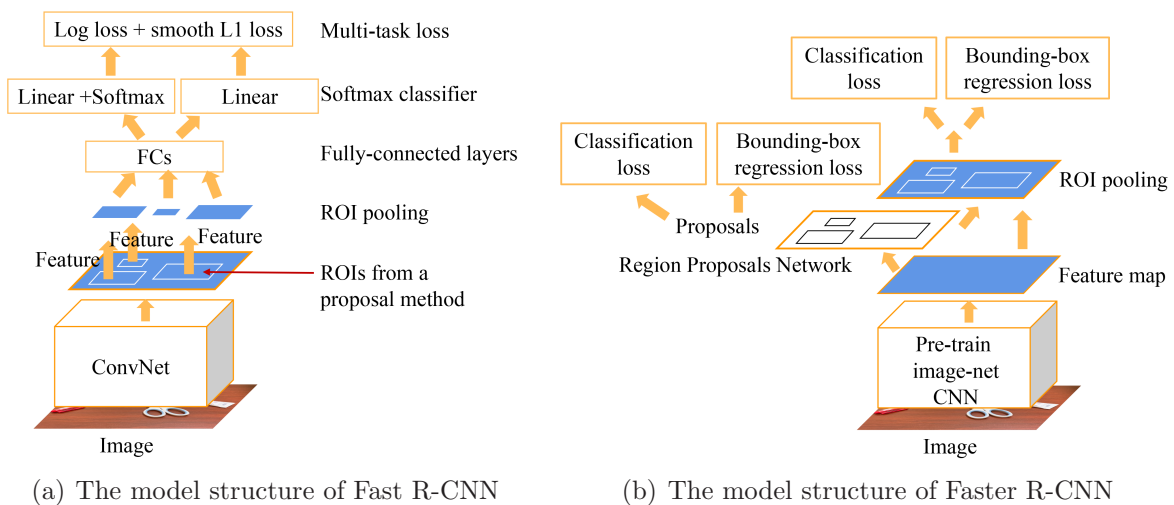 Log loss + smooth L1 loss
Multi-task loss
Linear +Softmax
Linear
Softmax classifier
FCs
Fully-connected layers
ROI pooling
Feature
Feature
Feature
ROIs from a
proposal method
ConvNet
Image
(a) The model structure of Fast R-CNN
Classification
loss
Bounding-box
regression loss
Classification
loss
Bounding-box
regression loss
ROI pooling
Proposals
Region Proposals Network
Feature map
Pre-train
image-net
CNN
Image
(b) The model structure of Faster R-CNN